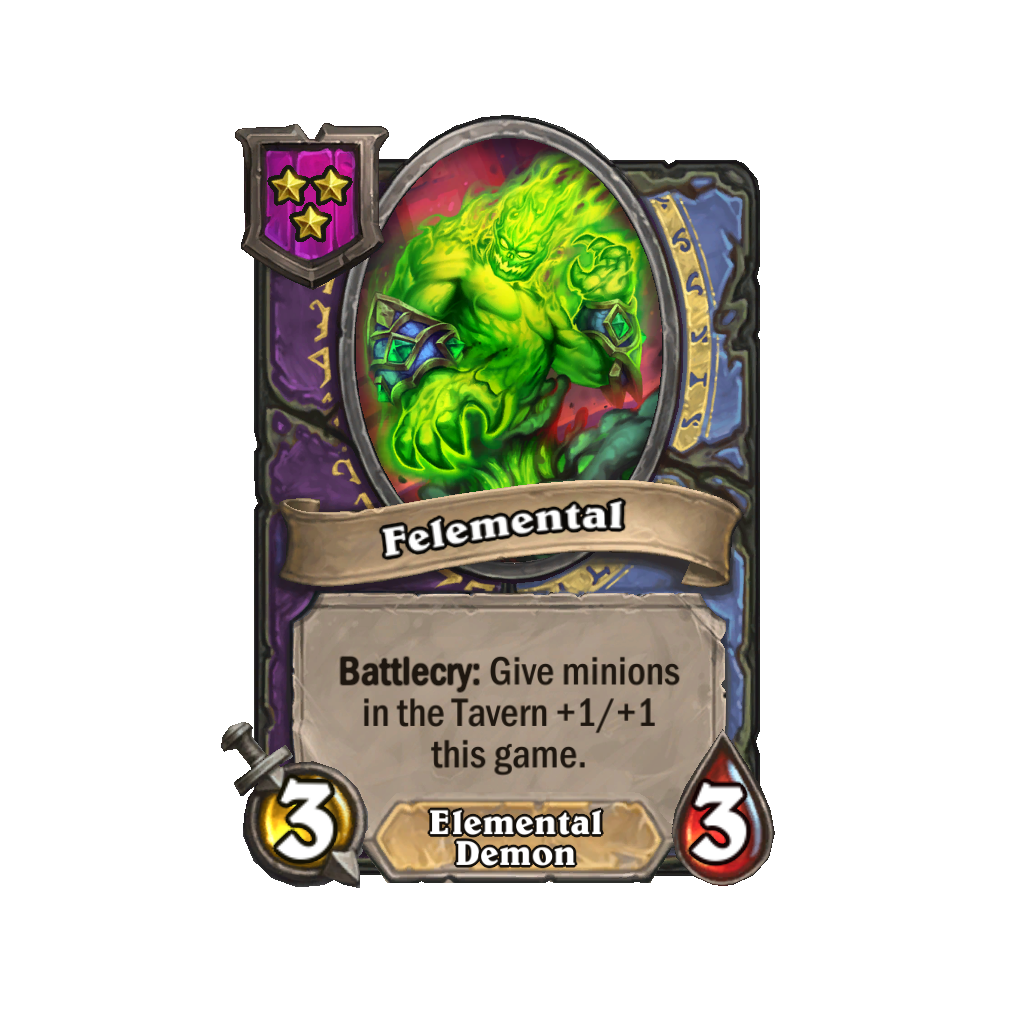 Felemental
Battlecry: Give minions
in the Tavern +1/+1
this game.
3
Elemental
Demon
3